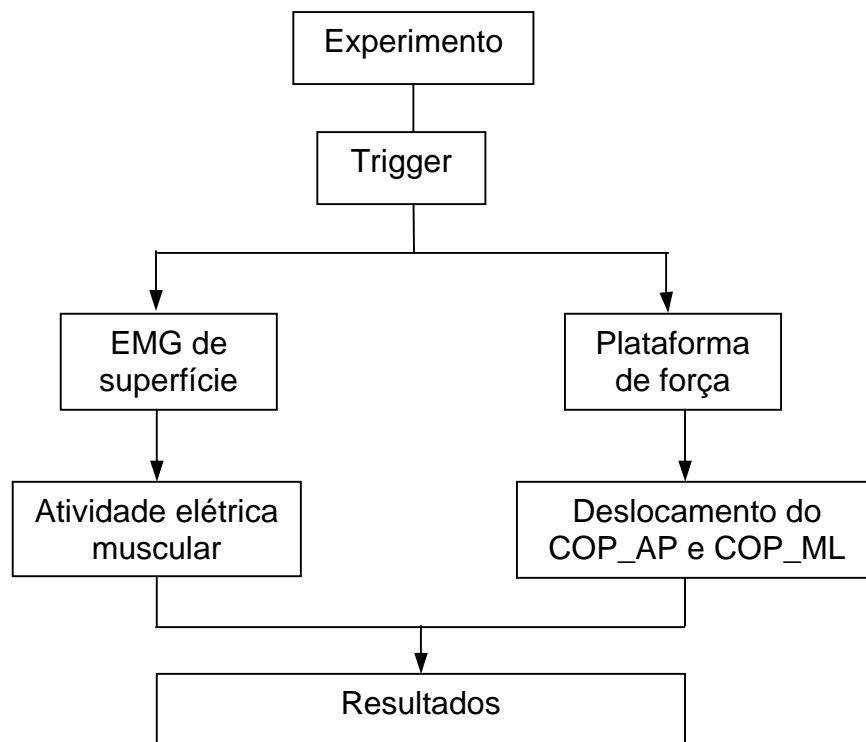 Experimento
Trigger
EMG de
superfície
Plataforma
de força
Atividade elétrica
muscular
Deslocamento do
COP_AP e COP_ML
Resultados